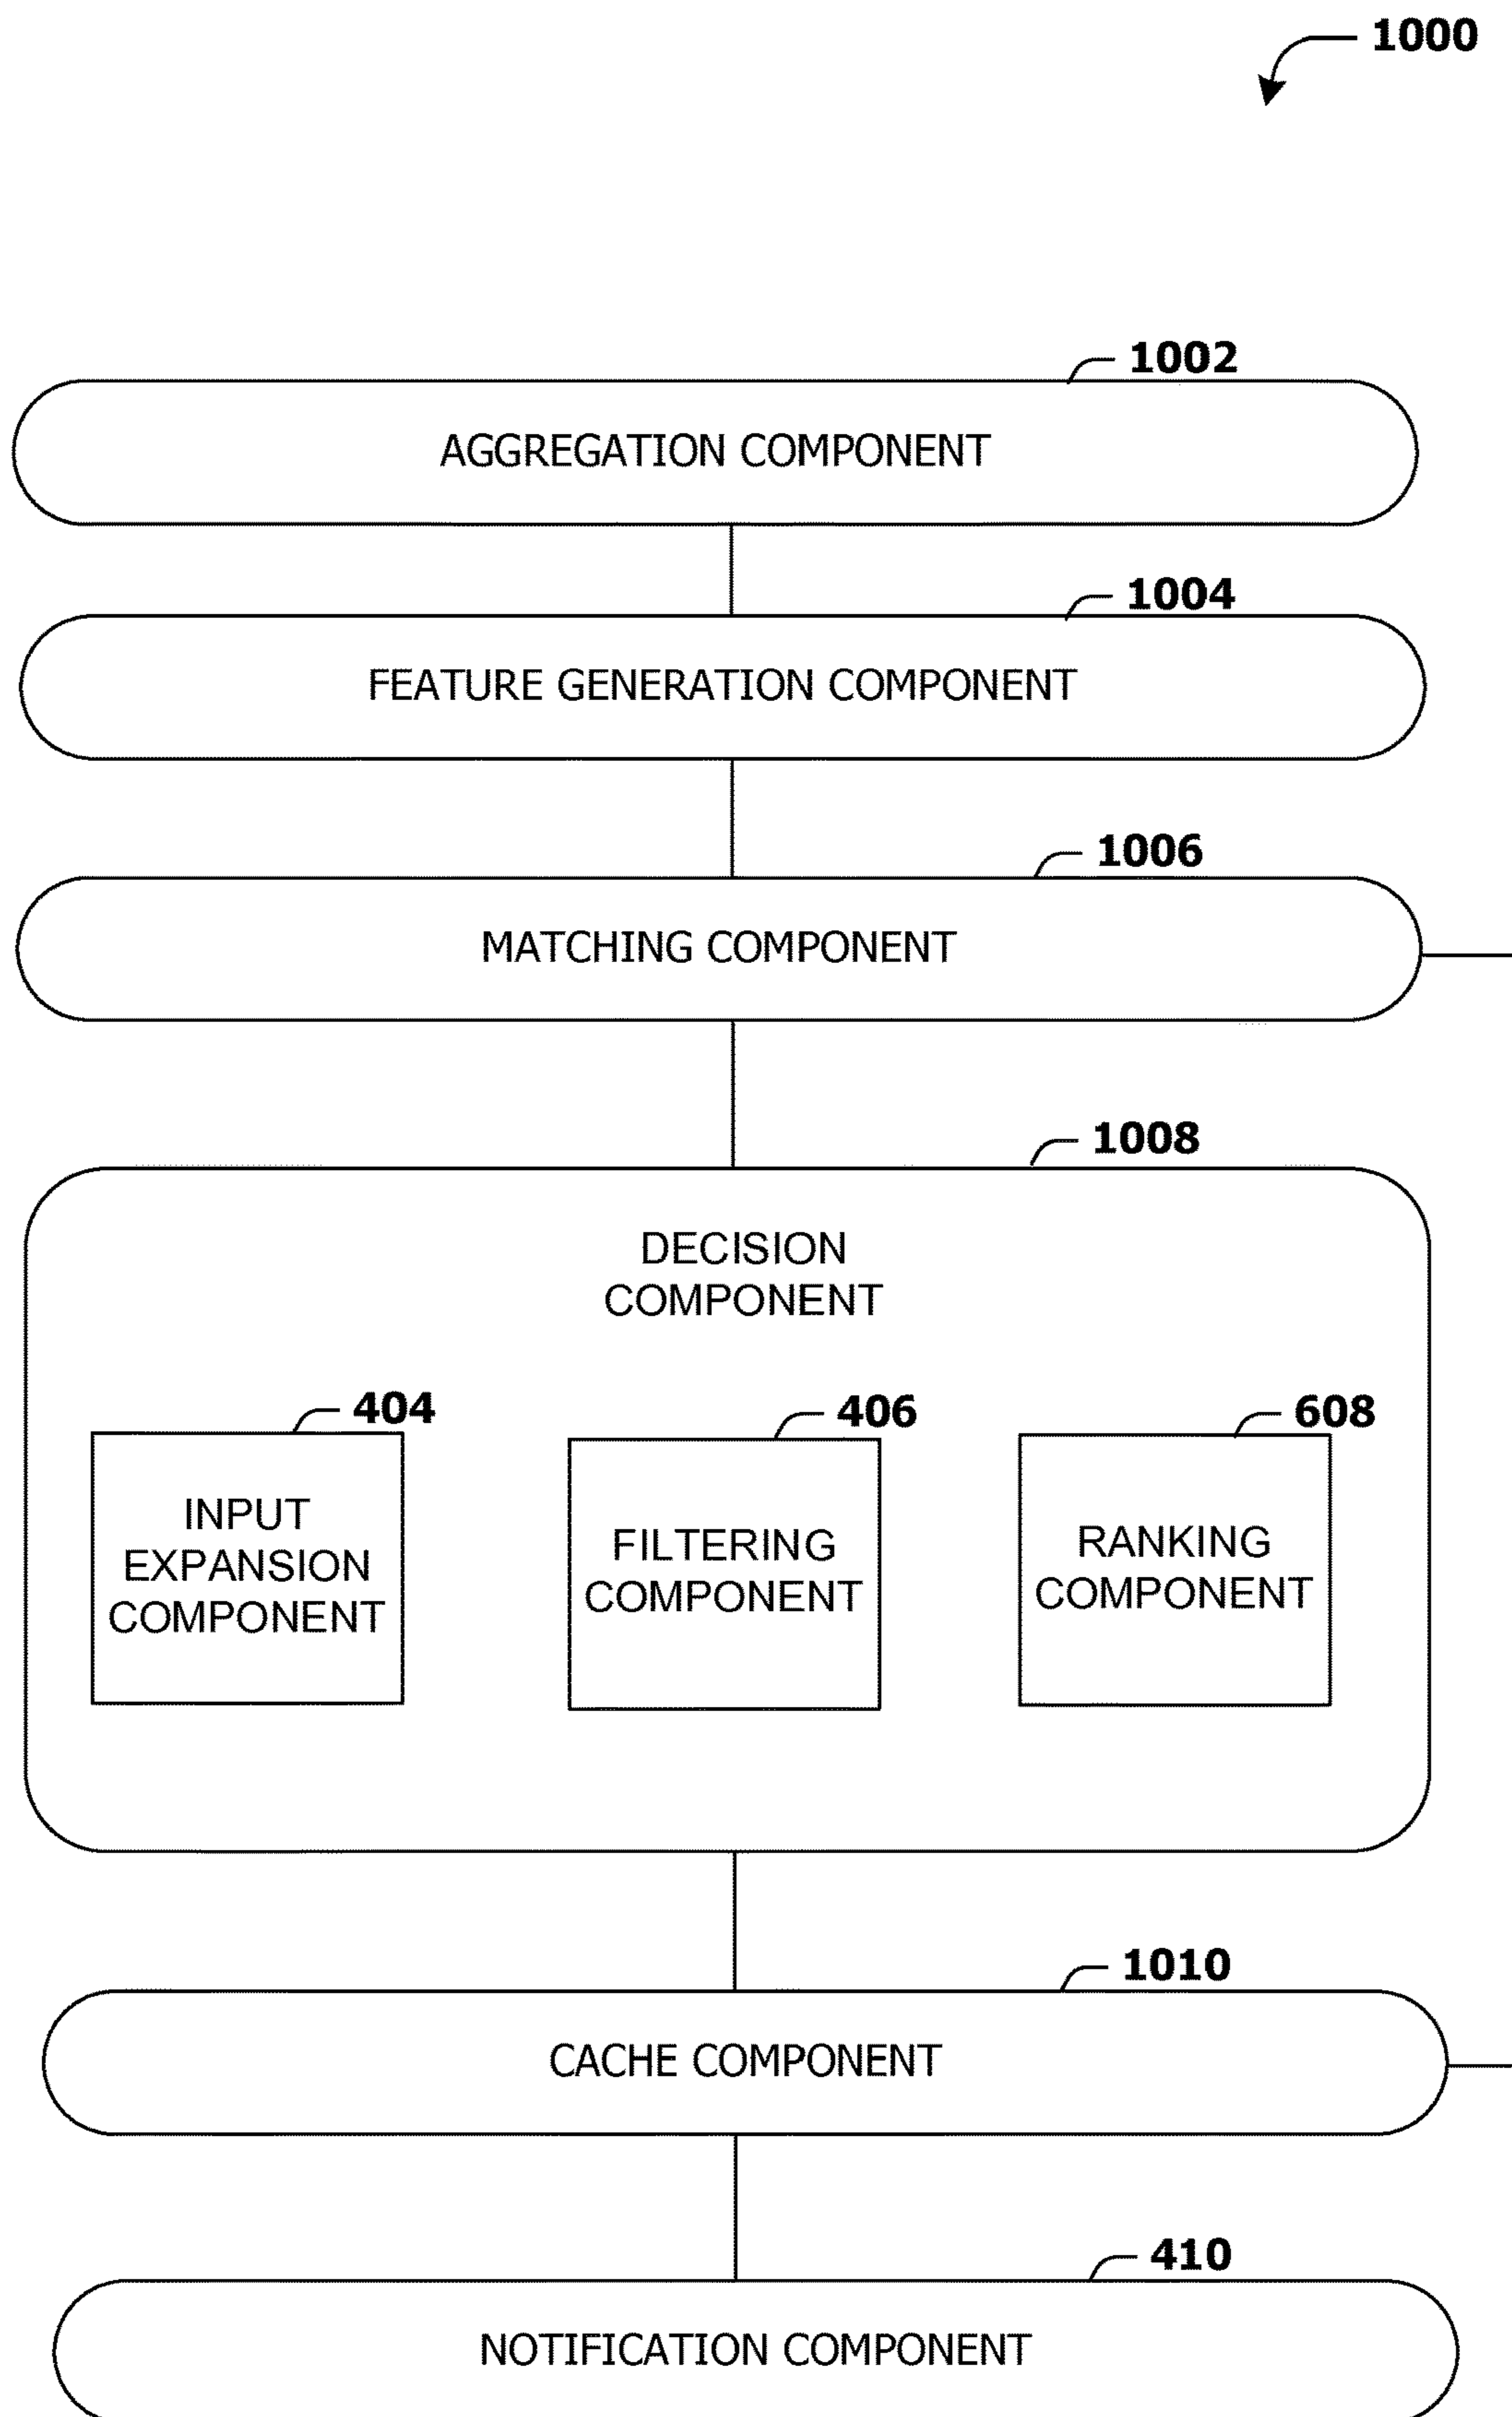 1000
1002
AGGREGATION COMPONENT
1004
FEATURE GENERATION COMPONENT
1006
MATCHING COMPONENT
1008
DECISION
COMPONENT
404
INPUT
EXPANSION
COMPONENT
406
FILTERING
COMPONENT
608
RANKING
COMPONENT
1010
CACHE COMPONENT
410
NOTIFICATION COMPONENT